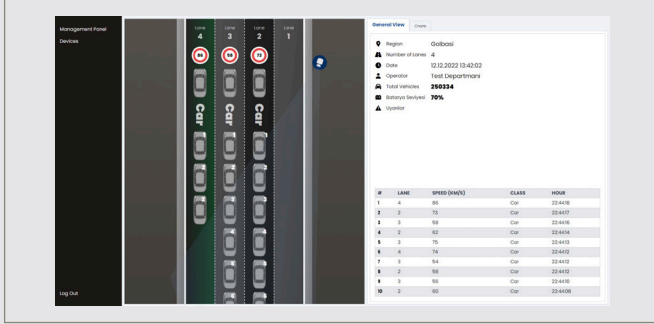 Management Panel
Devices
Log Out
Lane Lane Lane Lane
4 3 2 1
86 58 73
Car Car Car
General View Charts
Region Golbasi
Number of Lanes 4
Date 12.12.2022 13:42:02
Operator Test Departmani
Total Vehicles 250334
Batarya Seviyesi 70%
Uyarılar
# LANE SPEED (KM/S) CLASS HOUR
1 4 86 Car 22:44:18
2 2 73 Car 22:44:17
3 3 58 Car 22:44:16
4 2 62 Car 22:44:14
5 3 75 Car 22:44:13
6 4 74 Car 22:44:12
7 3 54 Car 22:44:12
8 2 58 Car 22:44:12
9 3 56 Car 22:44:10
10 2 60 Car 22:44:08